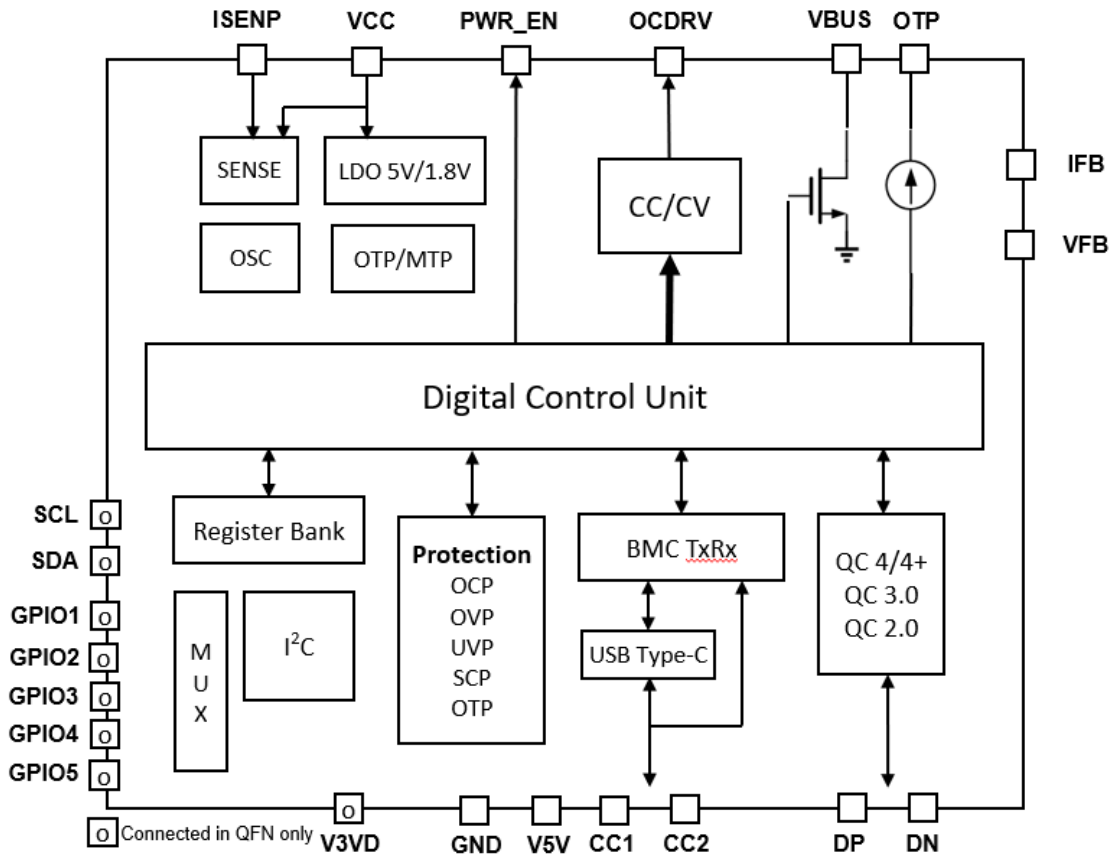 ISENP
VCC
PWR_EN
OCDRV
VBUS
OTP
IFB
VFB
SENSE
LDO 5V/1.8V
CC/CV
OSC
OTP/MTP
Digital Control Unit
SCL
o
SDA
o
GPIO1
o
GPIO2
o
GPIO3
o
GPIO4
o
GPIO5
o
Register Bank
M
U
X
I²C
Protection
OCP
OVP
UVP
SCP
OTP
BMC TxRx
USB Type-C
QC 4/4+
QC 3.0
QC 2.0
o
V3VD
GND
V5V
CC1
CC2
DP
DN
o Connected in QFN only